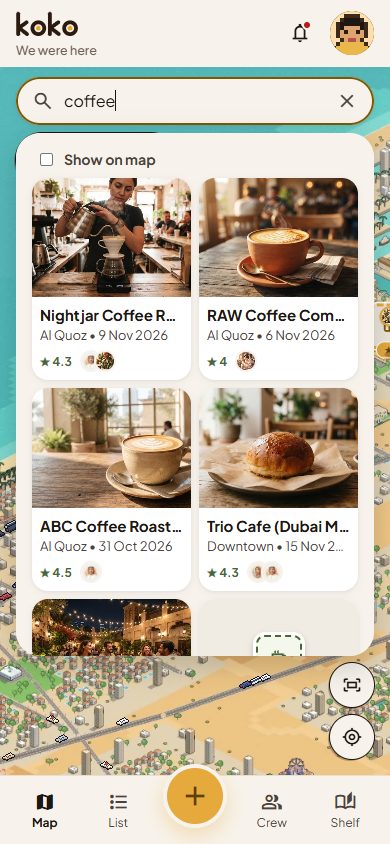 koko
We were here
coffee
Show on map
Nightjar Coffee R...
Al Quoz • 9 Nov 2026
★ 4.3
RAW Coffee Com...
Al Quoz • 6 Nov 2026
★ 4
ABC Coffee Roast...
Al Quoz • 31 Oct 2026
★ 4.5
Trio Cafe (Dubai M...
Downtown • 15 Nov 2...
★ 4.3
Map
List
Crew
Shelf